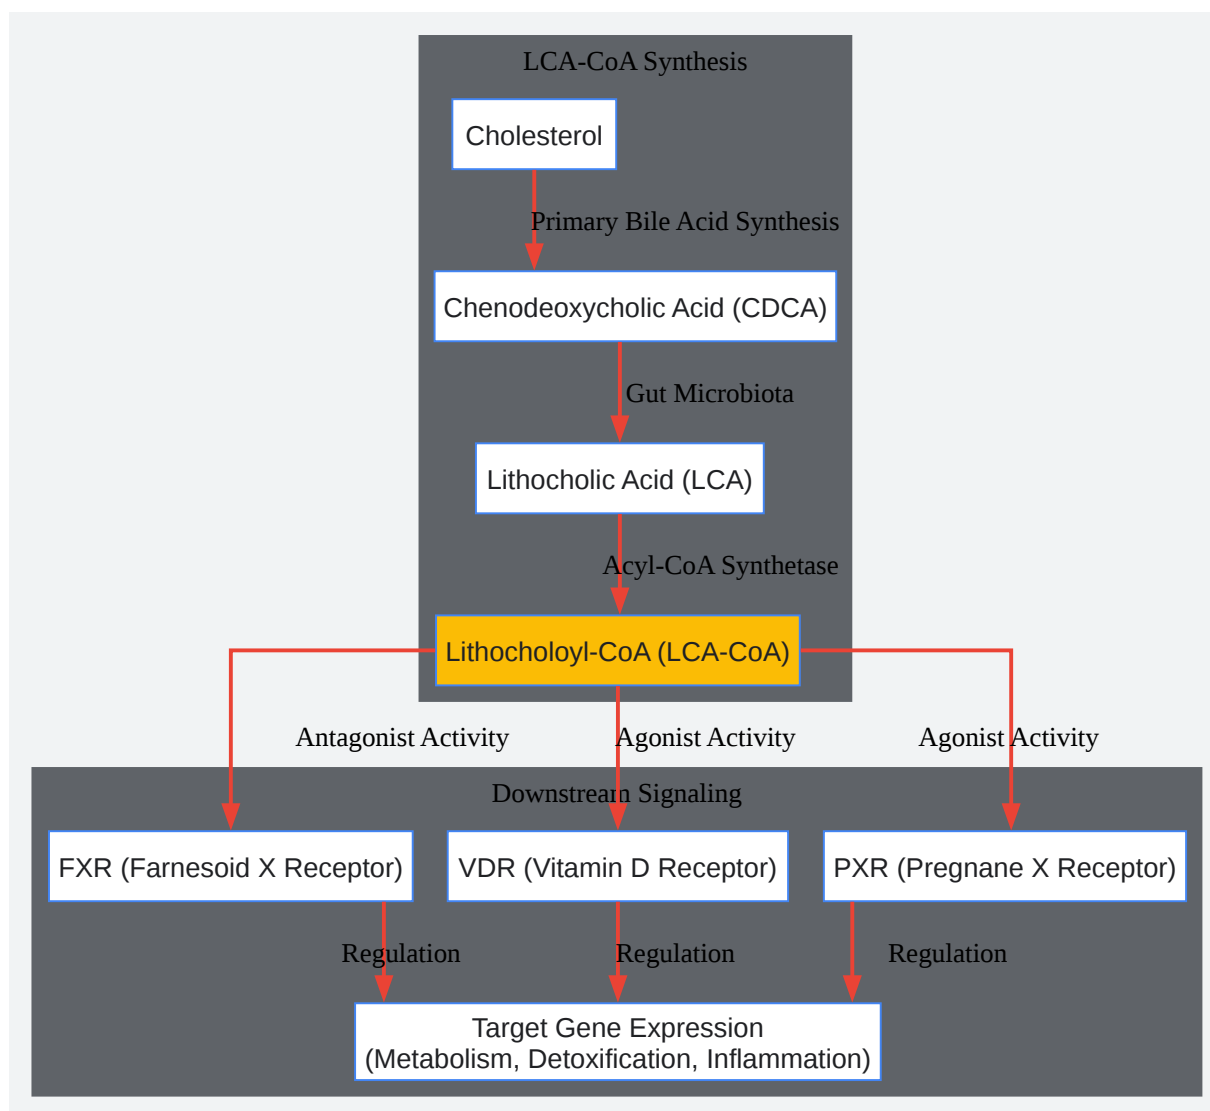 LCA-CoA Synthesis
Cholesterol
Primary Bile Acid Synthesis
Chenodeoxycholic Acid (CDCA)
Gut Microbiota
Lithocholic Acid (LCA)
Acyl-CoA Synthetase
Lithocholoyl-CoA (LCA-CoA)
Antagonist Activity
Agonist Activity
Agonist Activity
Downstream Signaling
FXR (Farnesoid X Receptor)
VDR (Vitamin D Receptor)
PXR (Pregnane X Receptor)
Regulation
Regulation
Regulation
Target Gene Expression
(Metabolism, Detoxification, Inflammation)